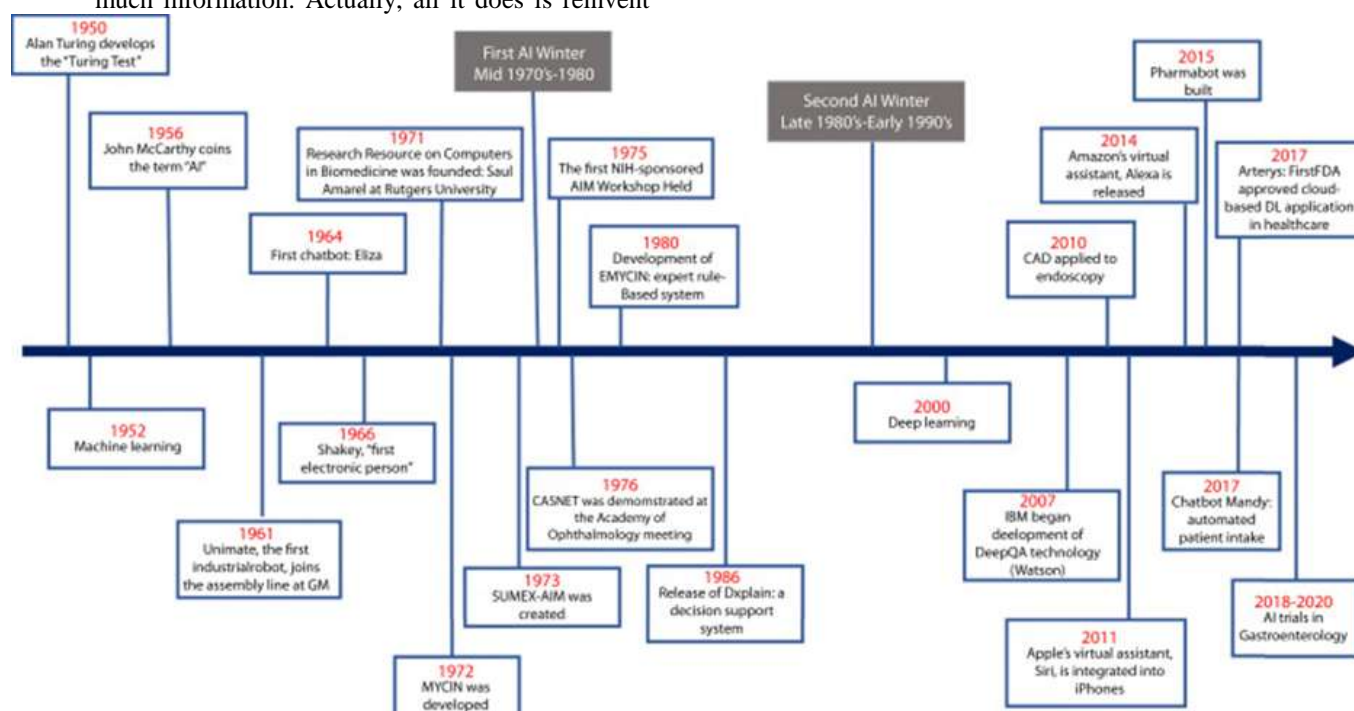 much information. Actually, all it does is reinvent
1950
Alan Turing develops
the "Turing Test"
1956
John McCarthy coins
the term "AI"
1964
First chatbot: Eliza
1971
Research Resource on Computers
in Biomedicine was founded: Saul
Amarel at Rutgers University
First AI Winter
Mid 1970's-1980
1975
The first NIH-sponsored
AIM Workshop Held
1980
Development of
EMYCIN: expert rule-
Based system
Second AI Winter
Late 1980's-Early 1990's
2010
CAD applied to
endoscopy
2014
Amazon's virtual
assistant, Alexa is
released
2015
Pharmabot was
built
2017
Arterys: FirstFDA
approved cloud-
based DL application
in healthcare
1952
Machine learning
1961
Unimate, the first
industrialrobot, joins
the assembly line at GM
1966
Shakey, "first
electronic person"
1972
MYCIN was
developed
1973
SUMEX-AIM was
created
1976
CASNET was demomstrated at
the Academy of
Ophthalmology meeting
1986
Release of Dxplain: a
decision support
system
2000
Deep learning
2007
IBM began
deelopment of
DeepQA technology
(Watson)
2011
Apple's virtual assistant,
Siri, is integrated into
iPhones
2017
Chatbot Mandy:
automated
patient intake
2018-2020
AI trials in
Gastroenterology